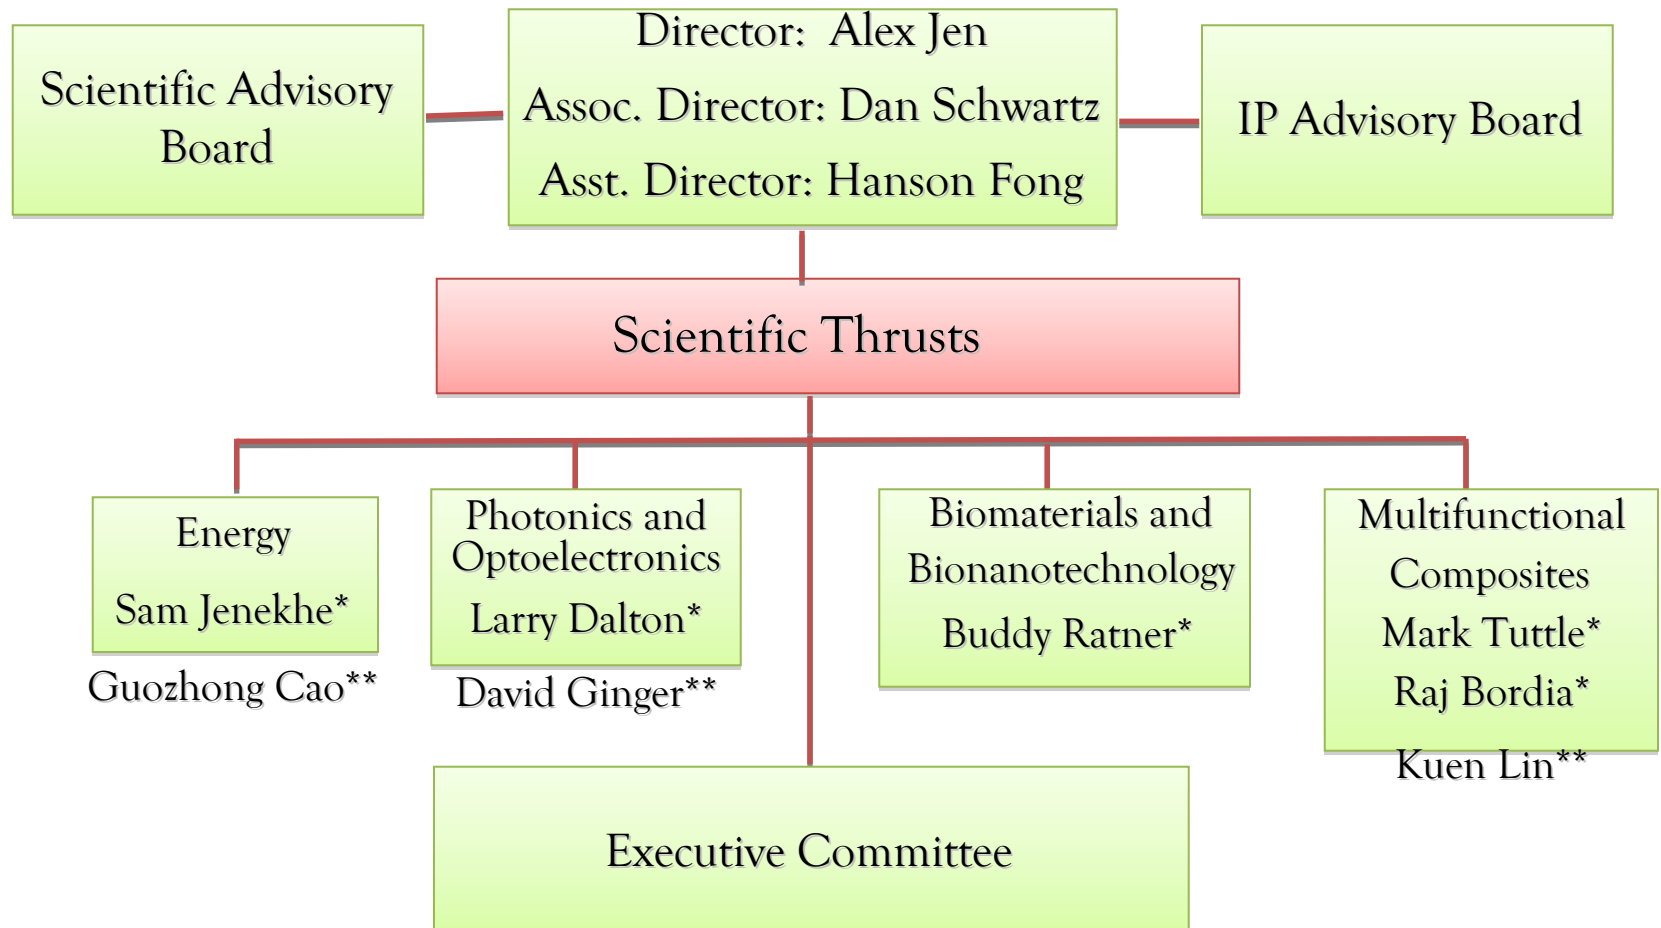 Scientific Advisory
Board
Director:  Alex Jen
Assoc. Director: Dan Schwartz
Asst. Director: Hanson Fong
IP Advisory Board
Scientific Thrusts
Energy
Sam Jenekhe*
Guozhong Cao**
Photonics and
Optoelectronics
Larry Dalton*
David Ginger**
Biomaterials and
Bionanotechnology
Buddy Ratner*
Multifunctional
Composites
Mark Tuttle*
Raj Bordia*
Kuen Lin**
Executive Committee